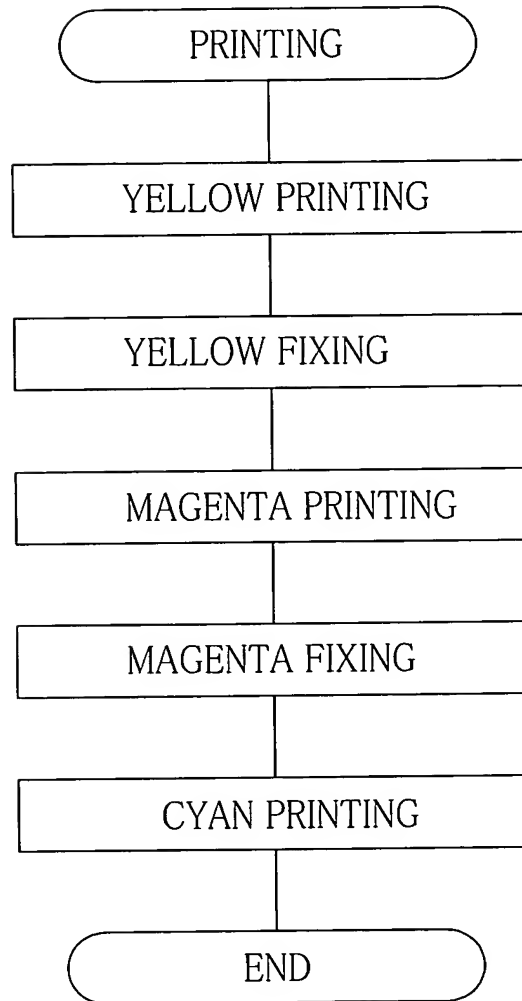 PRINTING
YELLOW PRINTING
YELLOW FIXING
MAGENTA PRINTING
MAGENTA FIXING
CYAN PRINTING
END